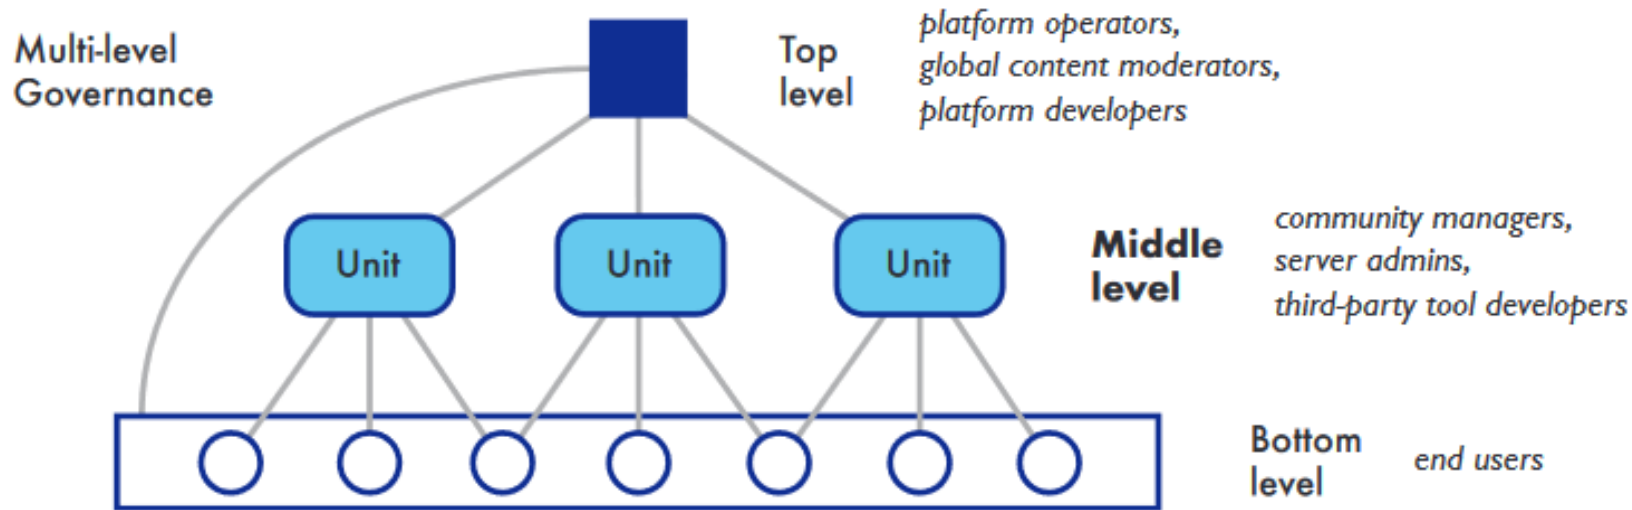 Multi-level
Governance
Top
level
platform operators,
global content moderators,
platform developers
Unit
Unit
Unit
Middle
level
community managers,
server admins,
third-party tool developers
Bottom
level
end users